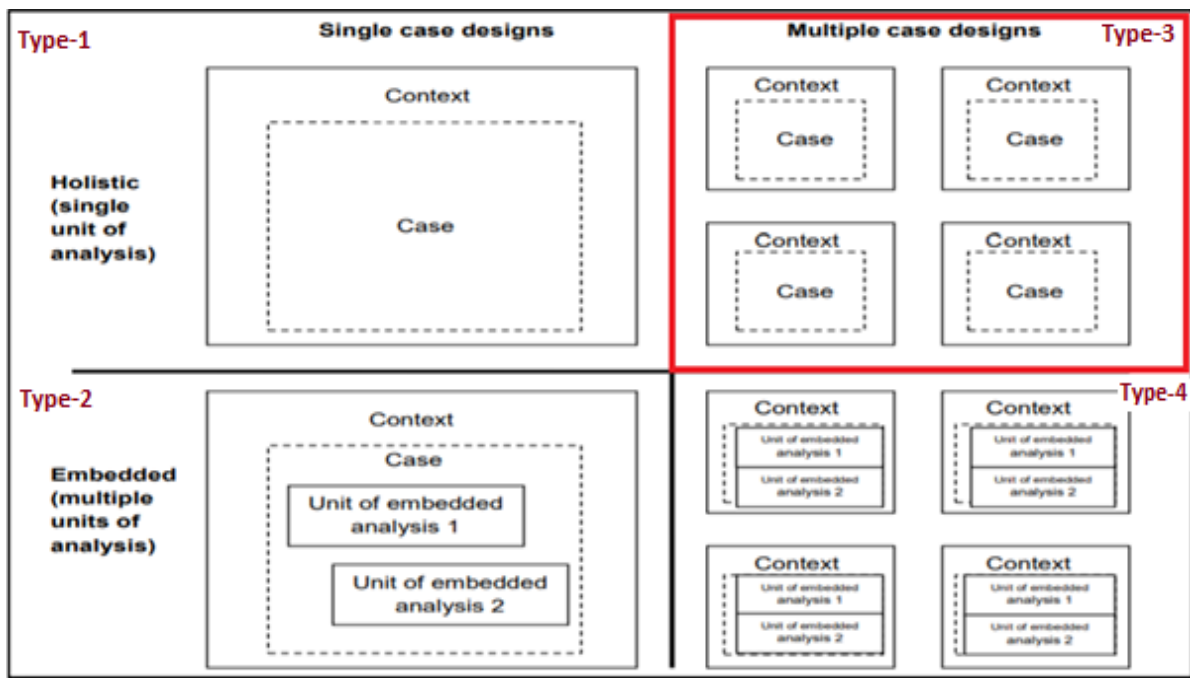 Type-1
Single case designs
Multiple case designs
Type-3
Holistic
(single
unit of
analysis)
Context
Case
Context
Case
Context
Case
Context
Case
Context
Case
Type-2
Embedded
(multiple
units of
analysis)
Context
Case
Unit of embedded
analysis 1
Unit of embedded
analysis 2
Type-4
Context
Unit of embedded
analysis 1
Unit of embedded
analysis 2
Context
Unit of embedded
analysis 1
Unit of embedded
analysis 2
Context
Unit of embedded
analysis 1
Unit of embedded
analysis 2
Context
Unit of embedded
analysis 1
Unit of embedded
analysis 2